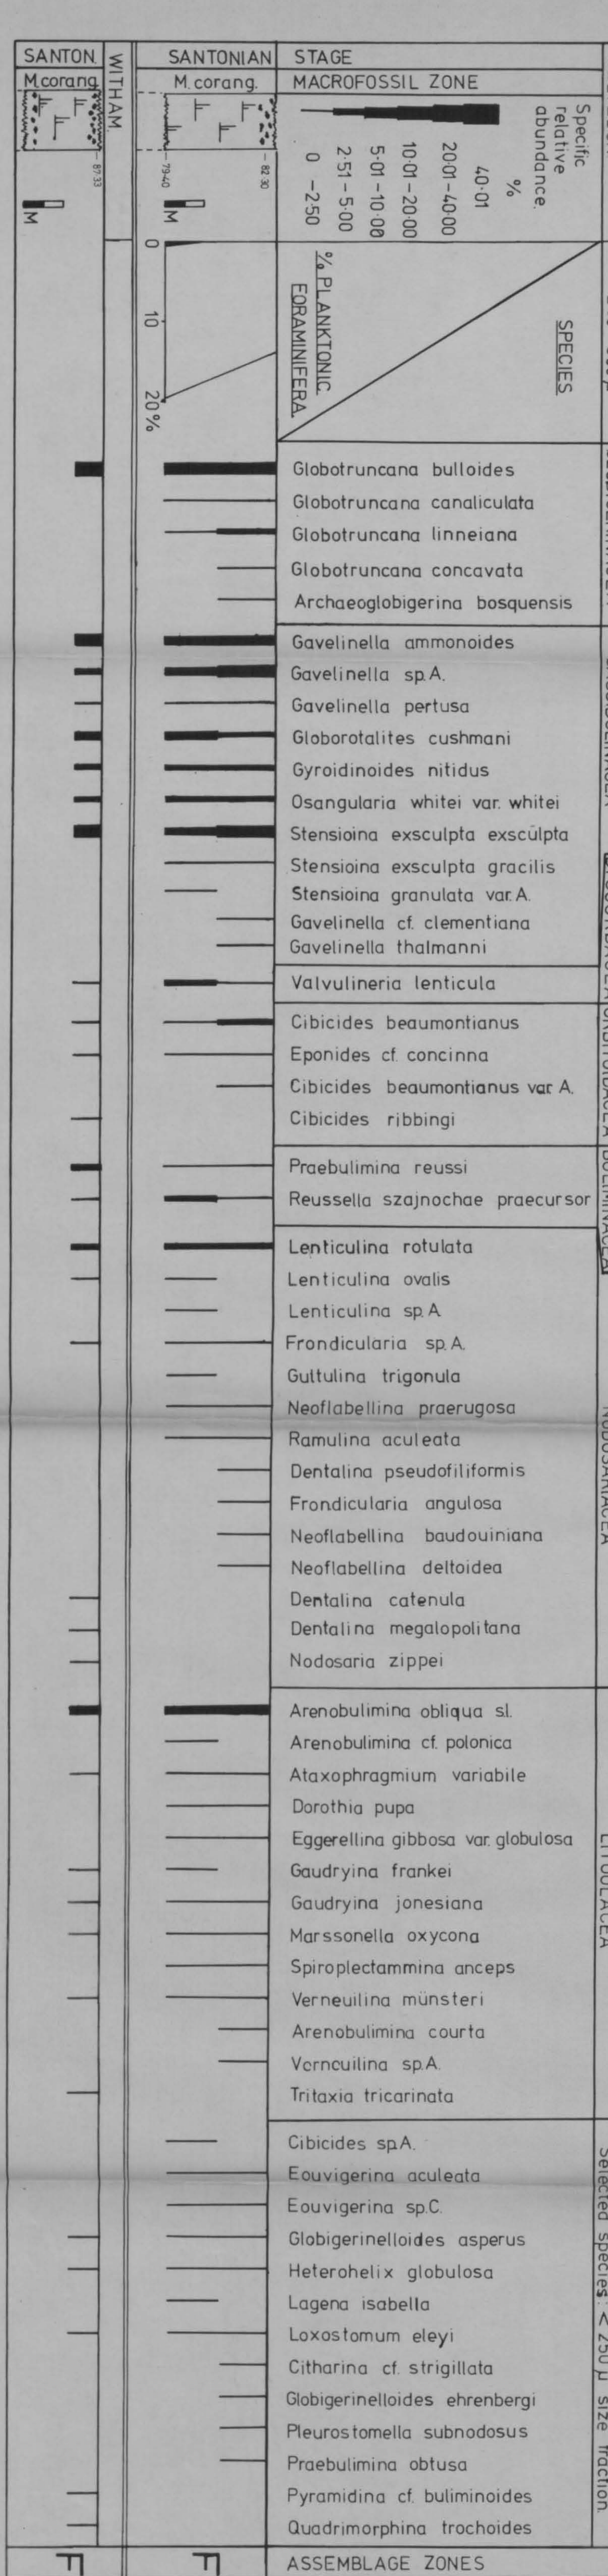 SANTON. WITHAM. SANTONIAN STAGE
M.corang. M.corang. MACROFOSSIL ZONE
Specific
relative
abundance.
%
40·01
20·01 – 40·00
10·01 – 20·00
5·01 – 10·00
2·51 – 5·00
0 – 2·50
87·33
79·40
82·30
M
M
0
10
20%
% PLANKTONIC
FORAMINIFERA.
SPECIES
Globotruncana bulloides
Globotruncana canaliculata
Globotruncana linneiana
Globotruncana concavata
Archaeoglobigerina bosquensis
Gavelinella ammonoides
Gavelinella sp.A.
Gavelinella pertusa
Globorotalites cushmani
Gyroidinoides nitidus
Osangularia whitei var. whitei
Stensioina exsculpta exsculpta
Stensioina exsculpta gracilis
Stensioina granulata var.A.
Gavelinella cf. clementiana
Gavelinella thalmanni
Valvulineria lenticula
Cibicides beaumontianus
Eponides cf. concinna
Cibicides beaumontianus var A.
Cibicides ribbingi
Praebulimina reussi
Reussella szajnochae praecursor
Lenticulina rotulata
Lenticulina ovalis
Lenticulina sp.A
Frondicularia sp.A.
Guttulina trigonula
Neoflabellina praerugosa
Ramulina aculeata
Dentalina pseudofiliformis
Frondicularia angulosa
Neoflabellina baudouiniana
Neoflabellina deltoidea
Dentalina catenula
Dentalina megalopolitana
Nodosaria zippei
NODOSARIACEA
Arenobulimina obliqua s.l.
Arenobulimina cf. polonica
Ataxophragmium variabile
Dorothia pupa
Eggerellina gibbosa var. globulosa
Gaudryina frankei
Gaudryina jonesiana
Marssonella oxycona
Spiroplectammina anceps
Verneuilina münsteri
Arenobulimina courta
Verneuilina sp.A.
Tritaxia tricarinata
LITUOLACEA
Cibicides sp.A.
Eouvigerina aculeata
Eouvigerina sp.C.
Globigerinelloides asperus
Heterohelix globulosa
Lagena isabella
Loxostomum eleyi
Citharina cf. strigillata
Globigerinelloides ehrenbergi
Pleurostomella subnodosus
Praebulimina obtusa
Pyramidina cf. buliminoides
Quadrimorphina trochoides
Selected species: < 250 µ size fraction.
F F ASSEMBLAGE ZONES